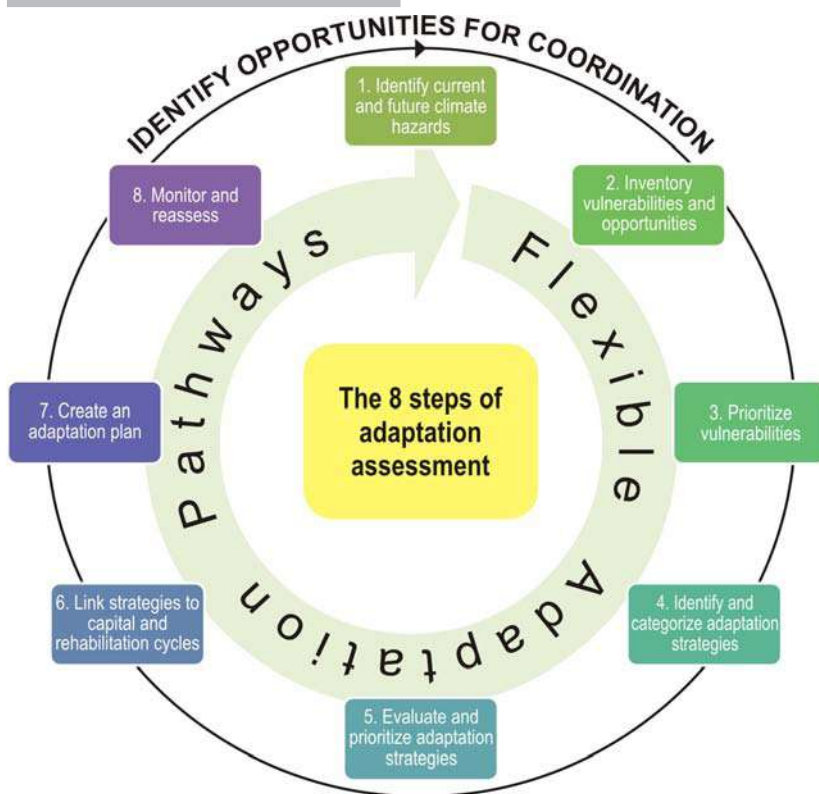 IDENTIFY OPPORTUNITIES FOR COORDINATION
1. Identify current
and future climate
hazards
2. Inventory
vulnerabilities and
opportunities
3. Prioritize
vulnerabilities
4. Identify and
categorize adaptation
strategies
5. Evaluate and
prioritize adaptation
strategies
6. Link strategies to
capital and
rehabilitation cycles
7. Create an
adaptation plan
8. Monitor and
reassess
Flexible Adaptation Pathways
The 8 steps of
adaptation
assessment